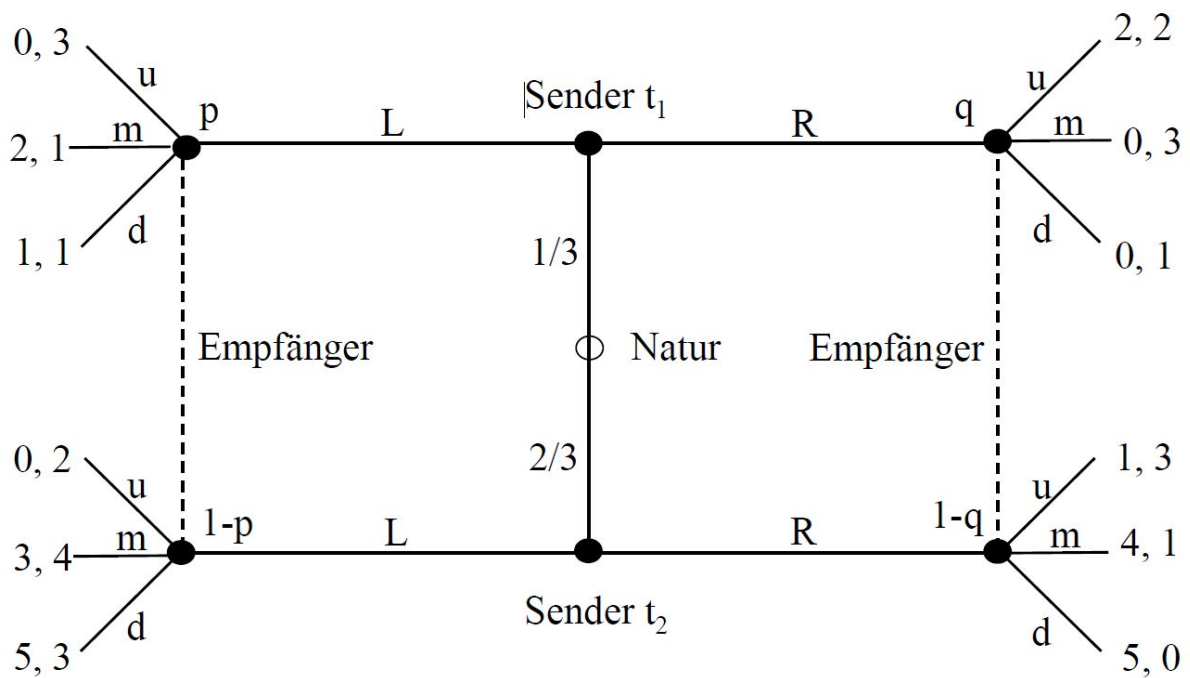 0, 3
2, 2
u
Sender t₁
u
p
L
R
q
m
m
2, 1
0, 3
d
d
1, 1
1/3
0, 1
Empfänger
Natur
Empfänger
0, 2
2/3
1, 3
u
u
1-p
L
R
1-q
m
m
3, 4
4, 1
d
d
Sender t₂
5, 3
5, 0